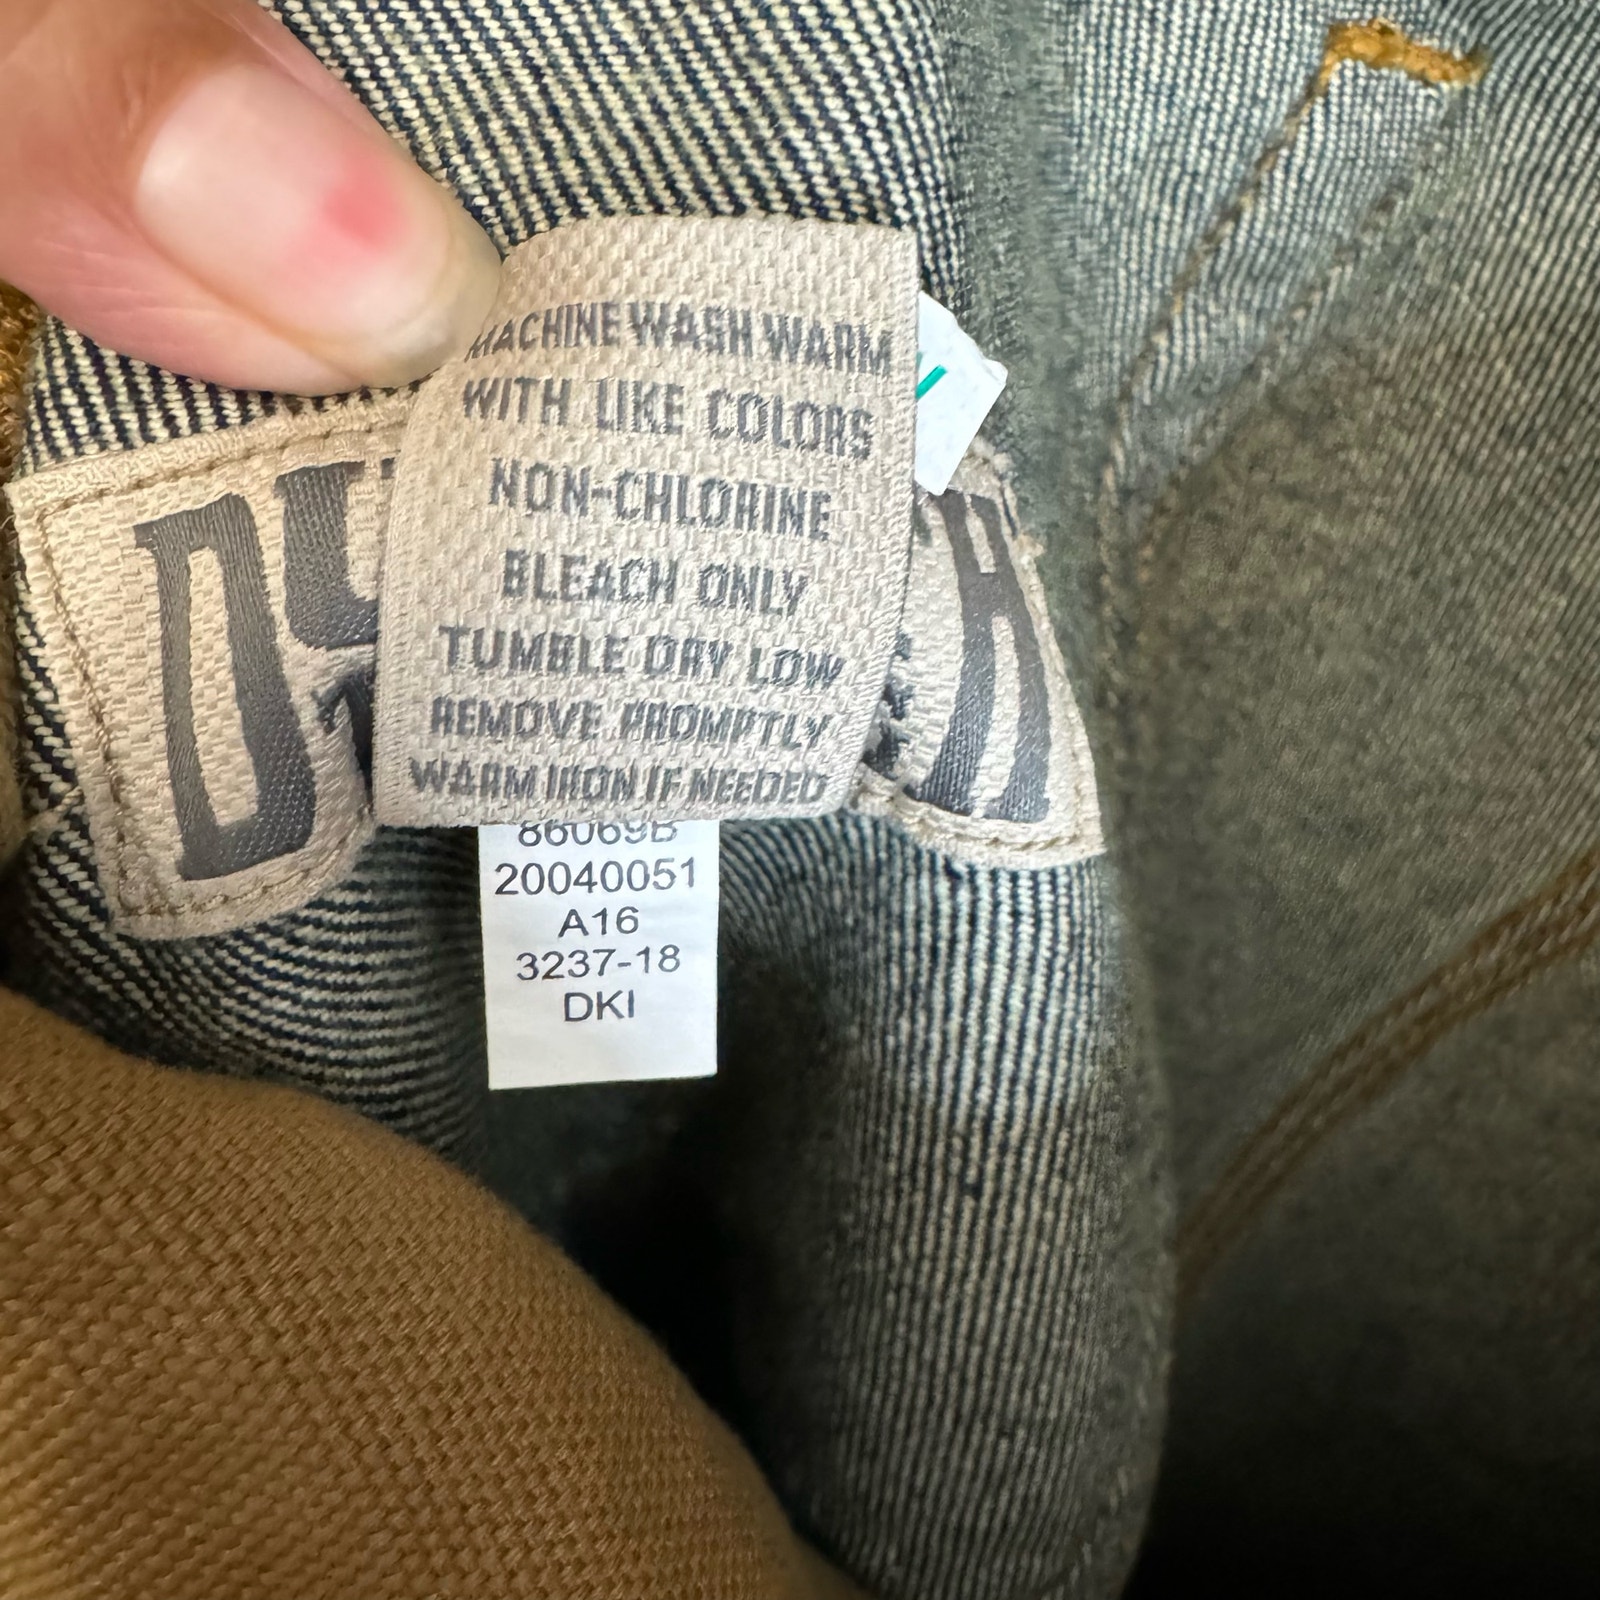 MACHINE WASH WARM
WITH LIKE COLORS
NON-CHLORINE
BLEACH ONLY
TUMBLE DRY LOW
REMOVE PROMPTLY
WARM IRON IF NEEDED
86069B
20040051
A16
3237-18
DKI